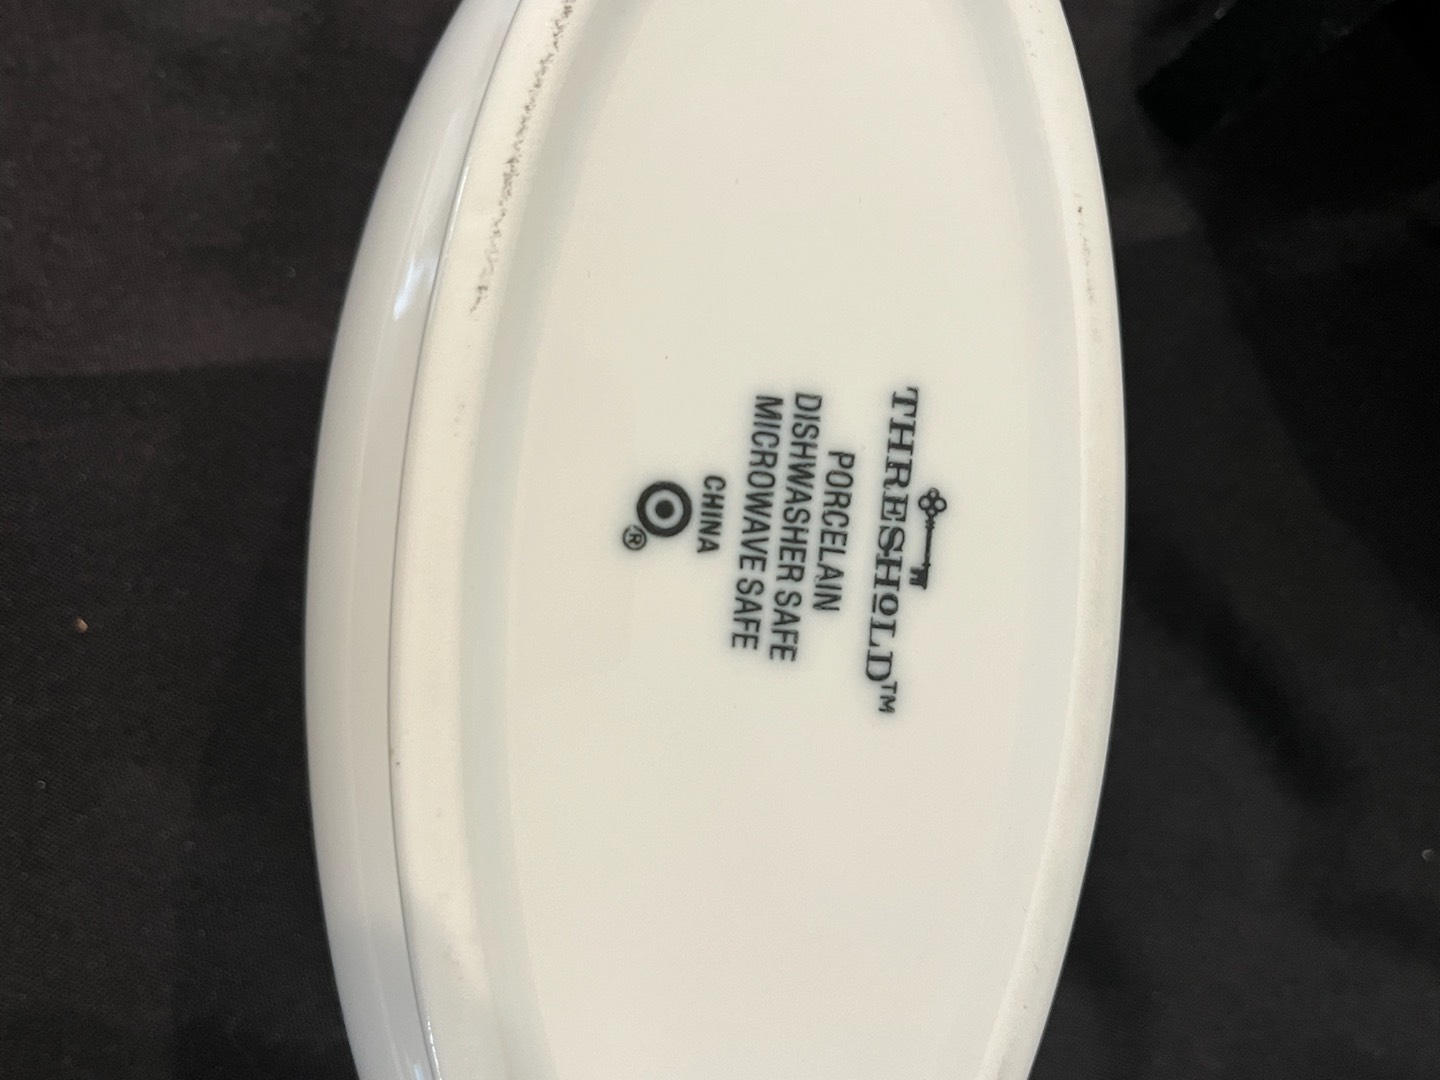 THRESHOLD™
PORCELAIN
DISHWASHER SAFE
MICROWAVE SAFE
CHINA
®